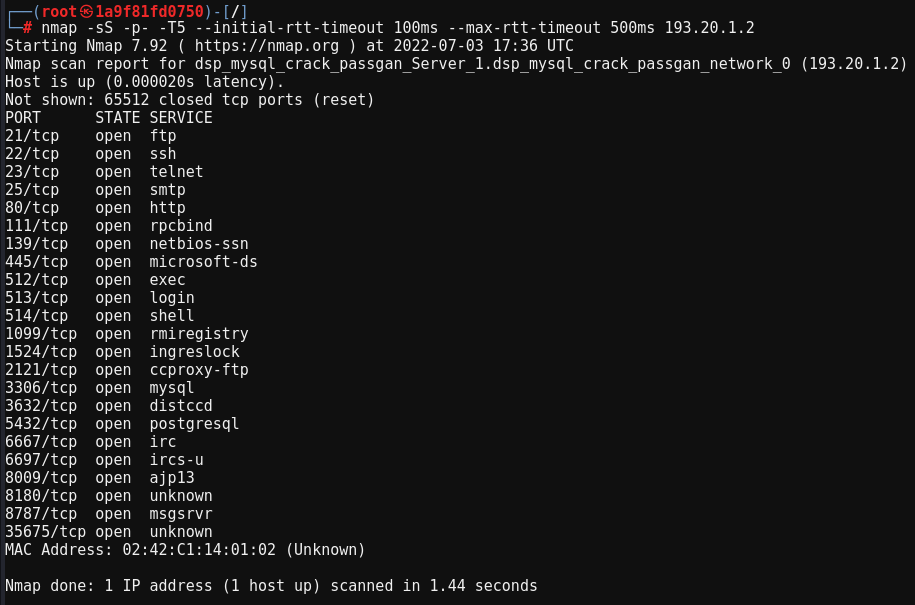 ┌──(root㉿1a9f81fd0750)-[/]
└─# nmap -sS -p- -T5 --initial-rtt-timeout 100ms --max-rtt-timeout 500ms 193.20.1.2
Starting Nmap 7.92 ( https://nmap.org ) at 2022-07-03 17:36 UTC
Nmap scan report for dsp_mysql_crack_passgan_Server_1.dsp_mysql_crack_passgan_network_0 (193.20.1.2)
Host is up (0.000020s latency).
Not shown: 65512 closed tcp ports (reset)
PORT      STATE SERVICE
21/tcp    open  ftp
22/tcp    open  ssh
23/tcp    open  telnet
25/tcp    open  smtp
80/tcp    open  http
111/tcp   open  rpcbind
139/tcp   open  netbios-ssn
445/tcp   open  microsoft-ds
512/tcp   open  exec
513/tcp   open  login
514/tcp   open  shell
1099/tcp  open  rmiregistry
1524/tcp  open  ingreslock
2121/tcp  open  ccproxy-ftp
3306/tcp  open  mysql
3632/tcp  open  distccd
5432/tcp  open  postgresql
6667/tcp  open  irc
6697/tcp  open  ircs-u
8009/tcp  open  ajp13
8180/tcp  open  unknown
8787/tcp  open  msgsrvr
35675/tcp open  unknown
MAC Address: 02:42:C1:14:01:02 (Unknown)

Nmap done: 1 IP address (1 host up) scanned in 1.44 seconds